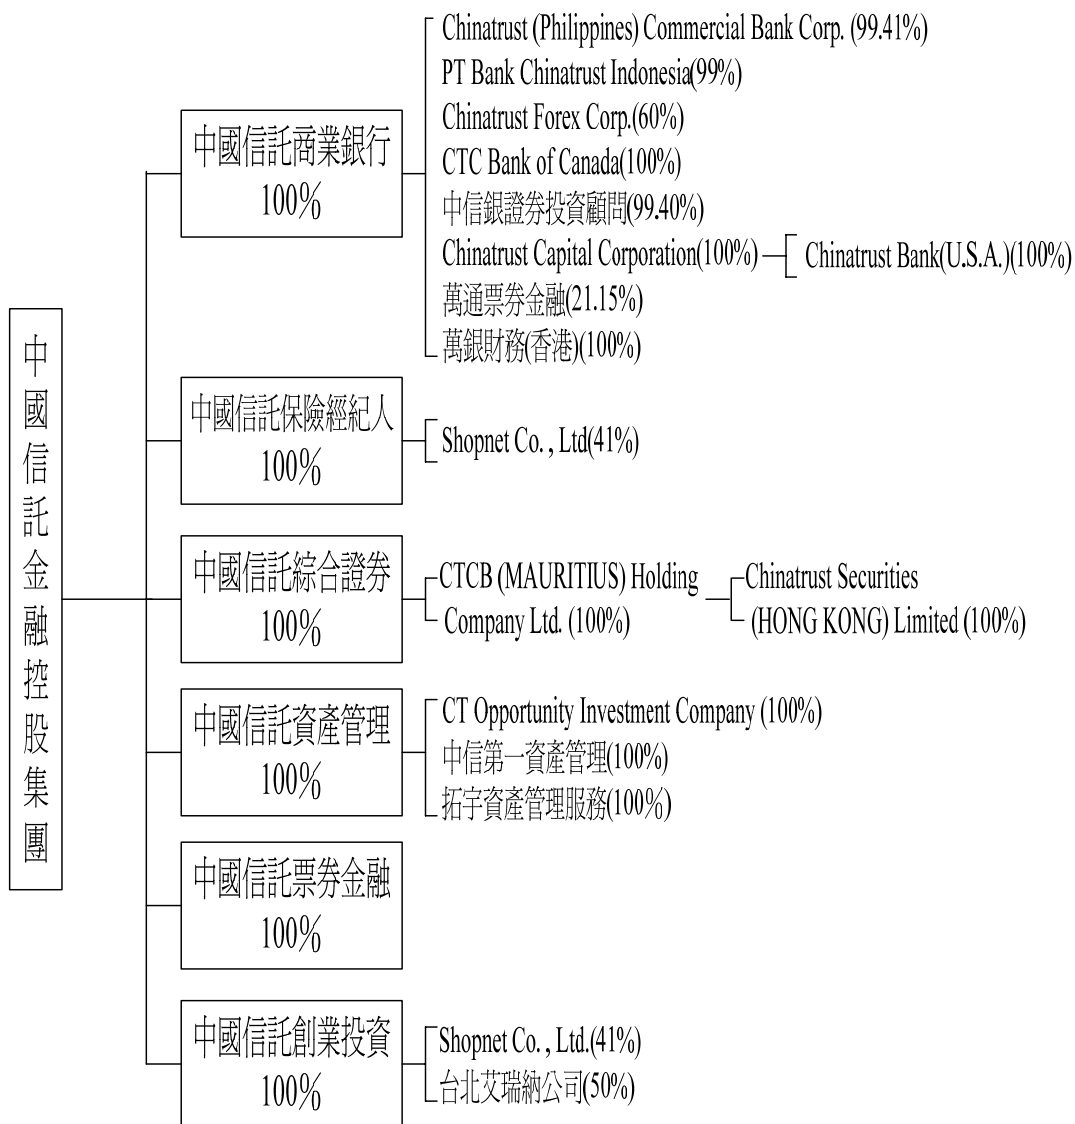 中國信託金融控股集團
中國信託商業銀行
100%
Chinatrust (Philippines) Commercial Bank Corp. (99.41%)
PT Bank Chinatrust Indonesia(99%)
Chinatrust Forex Corp.(60%)
CTC Bank of Canada(100%)
中信銀證券投資顧問(99.40%)
Chinatrust Capital Corporation(100%)
Chinatrust Bank(U.S.A.)(100%)
萬通票券金融(21.15%)
萬銀財務(香港)(100%)
中國信託保險經紀人
100%
Shopnet Co. , Ltd(41%)
中國信託綜合證券
100%
CTCB (MAURITIUS) Holding
Company Ltd. (100%)
Chinatrust Securities
(HONG KONG) Limited (100%)
中國信託資產管理
100%
CT Opportunity Investment Company (100%)
中信第一資產管理(100%)
拓宇資產管理服務(100%)
中國信託票券金融
100%
中國信託創業投資
100%
Shopnet Co. , Ltd.(41%)
台北艾瑞納公司(50%)